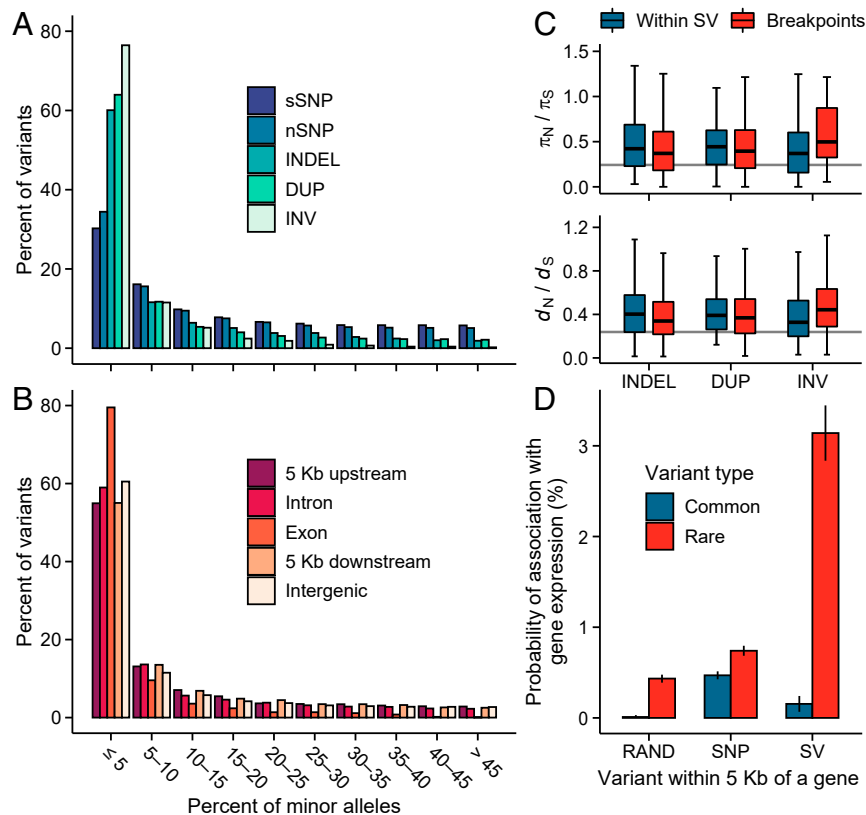 A
Percent of variants
80
60
40
20
0
sSNP
nSNP
INDEL
DUP
INV
B
Percent of variants
80
60
40
20
0
5 Kb upstream
Intron
Exon
5 Kb downstream
Intergenic
≤ 5
5–10
10–15
15–20
20–25
25–30
30–35
35–40
40–45
> 45
Percent of minor alleles
C
Within SV
Breakpoints
πN / πS
1.5
1.0
0.5
0.0
dN / dS
1.2
0.8
0.4
0.0
INDEL
DUP
INV
D
Probability of association with
gene expression (%)
3
2
1
0
Variant type
Common
Rare
RAND
SNP
SV
Variant within 5 Kb of a gene